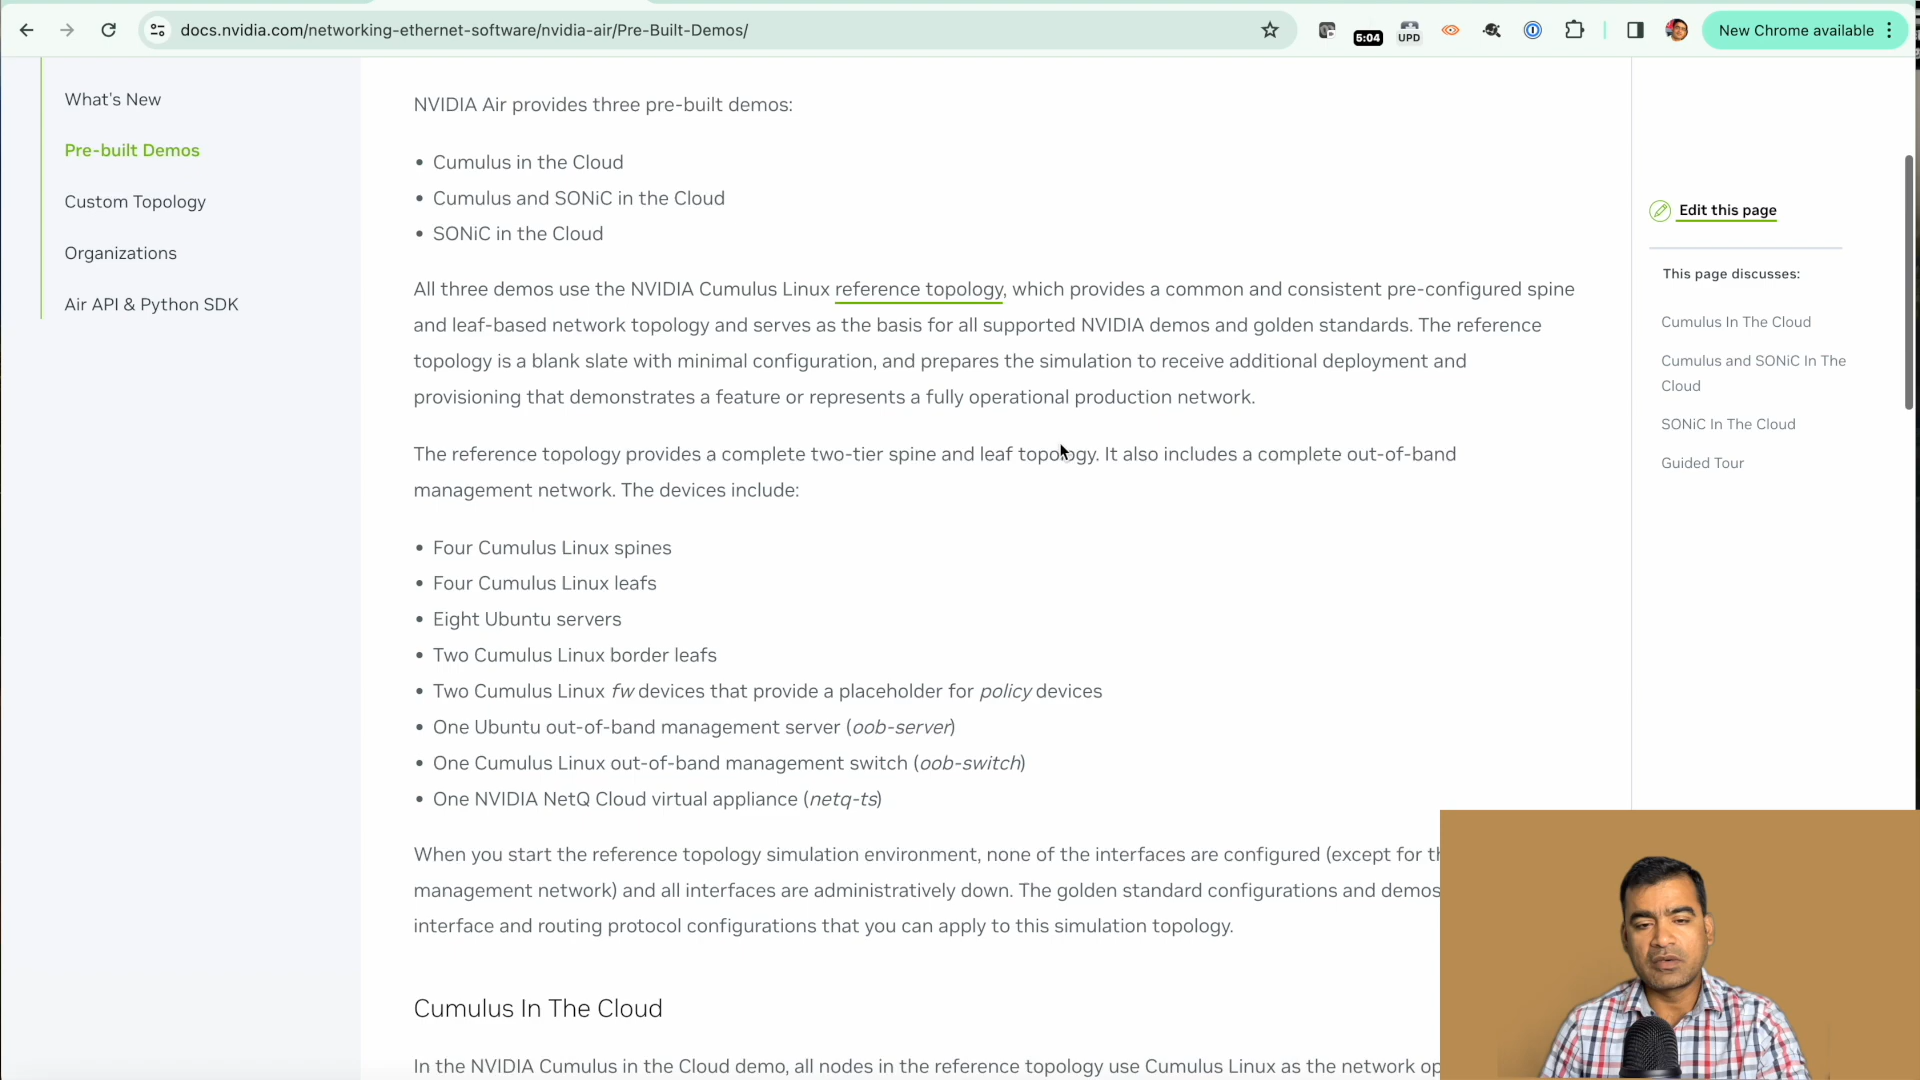 docs.nvidia.com/networking-ethernet-software/nvidia-air/Pre-Built-Demos/
5:04
UPD
New Chrome available
What's New
Pre-built Demos
Custom Topology
Organizations
Air API & Python SDK
NVIDIA Air provides three pre-built demos:
• Cumulus in the Cloud
• Cumulus and SONiC in the Cloud
• SONiC in the Cloud
All three demos use the NVIDIA Cumulus Linux reference topology, which provides a common and consistent pre-configured spine
and leaf-based network topology and serves as the basis for all supported NVIDIA demos and golden standards. The reference
topology is a blank slate with minimal configuration, and prepares the simulation to receive additional deployment and
provisioning that demonstrates a feature or represents a fully operational production network.
The reference topology provides a complete two-tier spine and leaf topology. It also includes a complete out-of-band
management network. The devices include:
• Four Cumulus Linux spines
• Four Cumulus Linux leafs
• Eight Ubuntu servers
• Two Cumulus Linux border leafs
• Two Cumulus Linux fw devices that provide a placeholder for policy devices
• One Ubuntu out-of-band management server (oob-server)
• One Cumulus Linux out-of-band management switch (oob-switch)
• One NVIDIA NetQ Cloud virtual appliance (netq-ts)
When you start the reference topology simulation environment, none of the interfaces are configured (except for
management network) and all interfaces are administratively down. The golden standard configurations and demos
interface and routing protocol configurations that you can apply to this simulation topology.
Cumulus In The Cloud
In the NVIDIA Cumulus in the Cloud demo, all nodes in the reference topology use Cumulus Linux as the network
Edit this page
This page discusses:
Cumulus In The Cloud
Cumulus and SONiC In The
Cloud
SONiC In The Cloud
Guided Tour